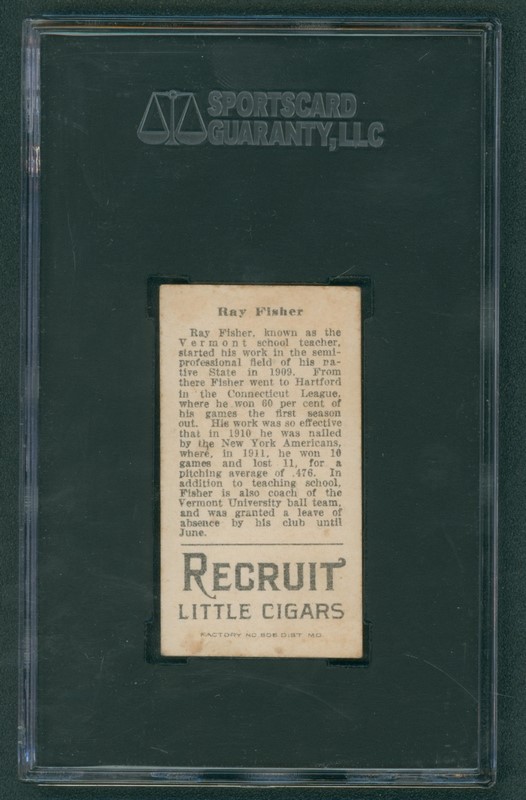 SPORTSCARD
GUARANTY, LLC
Ray Fisher
Ray Fisher, known as the
Vermont school teacher,
started his work in the semi-
professional field of his na-
tive State in 1909. From
there Fisher went to Hartford
in the Connecticut League,
where he won 60 per cent of
his games the first season
out. His work was so effective
that in 1910 he was nailed
by the New York Americans,
where, in 1911, he won 10
games and lost 11, for a
pitching average of .476. In
addition to teaching school,
Fisher is also coach of the
Vermont University ball team,
and was granted a leave of
absence by his club until
June.
RECRUIT
LITTLE CIGARS
FACTORY NO. 606 DIST. MD.